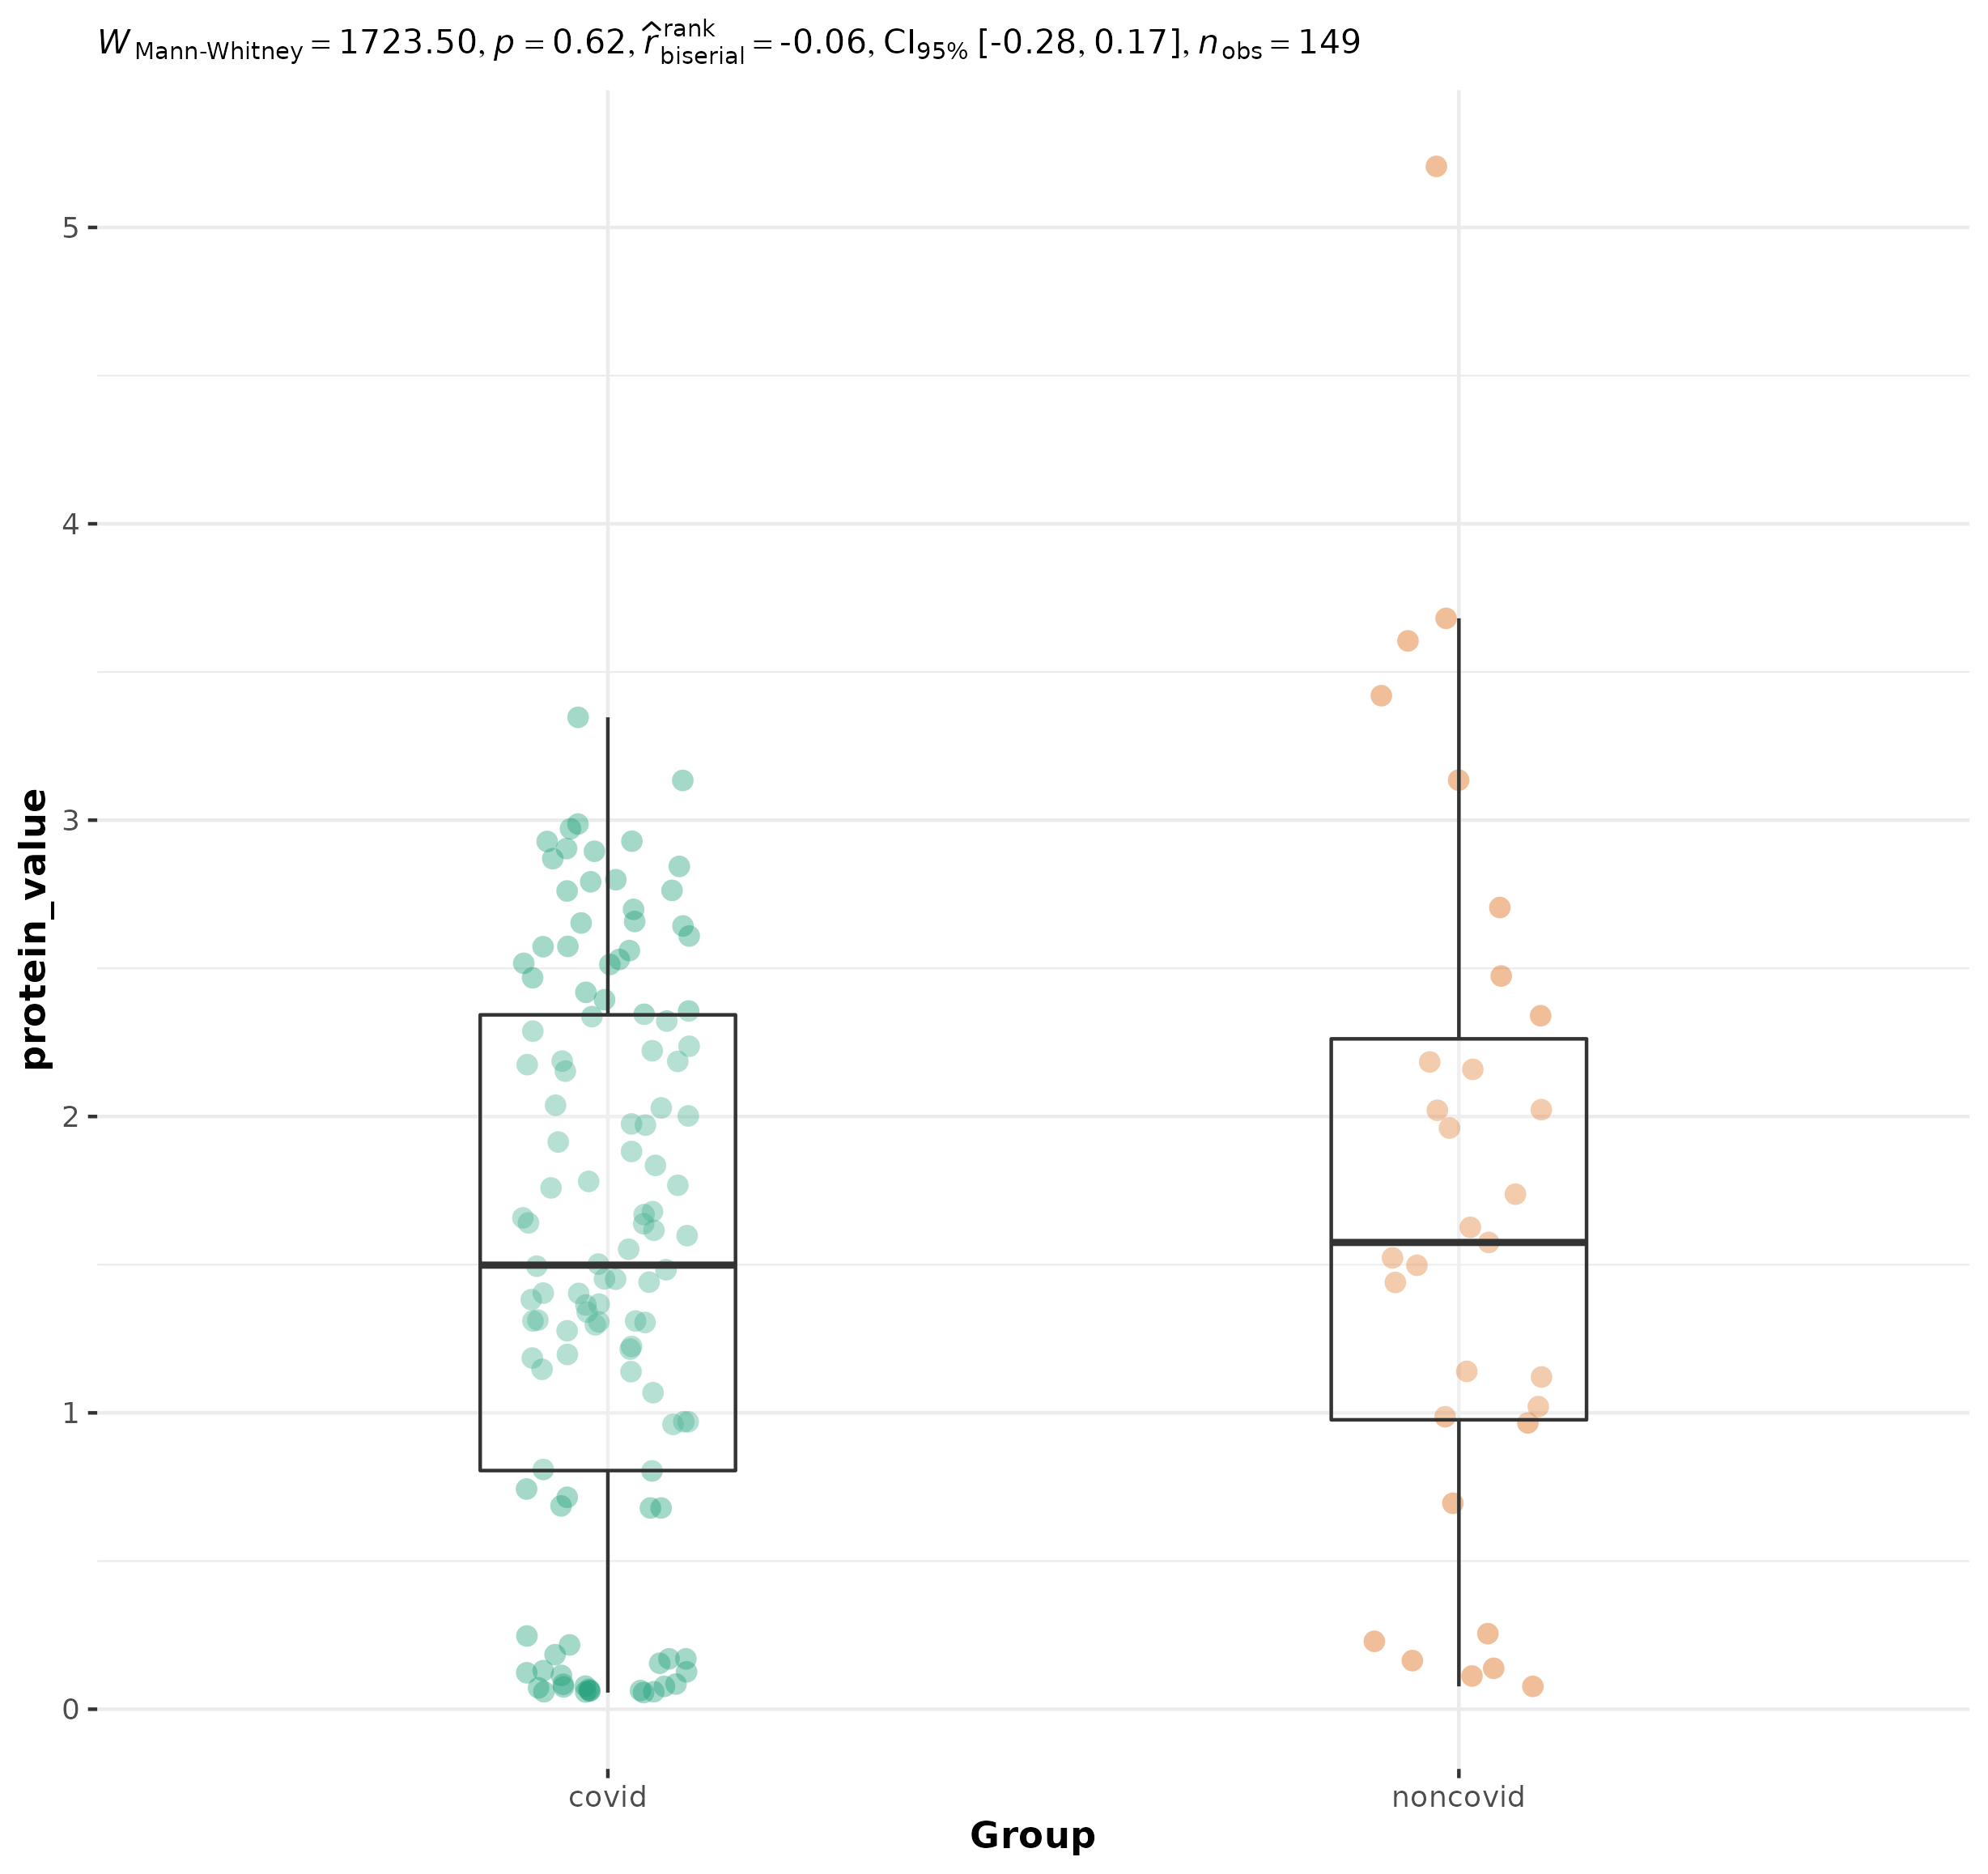 W Mann-Whitney = 1723.50, p = 0.62, r̂ rank biserial = -0.06, CI95% [-0.28, 0.17], nobs = 149
protein_value
5
4
3
2
1
0
covid noncovid
Group